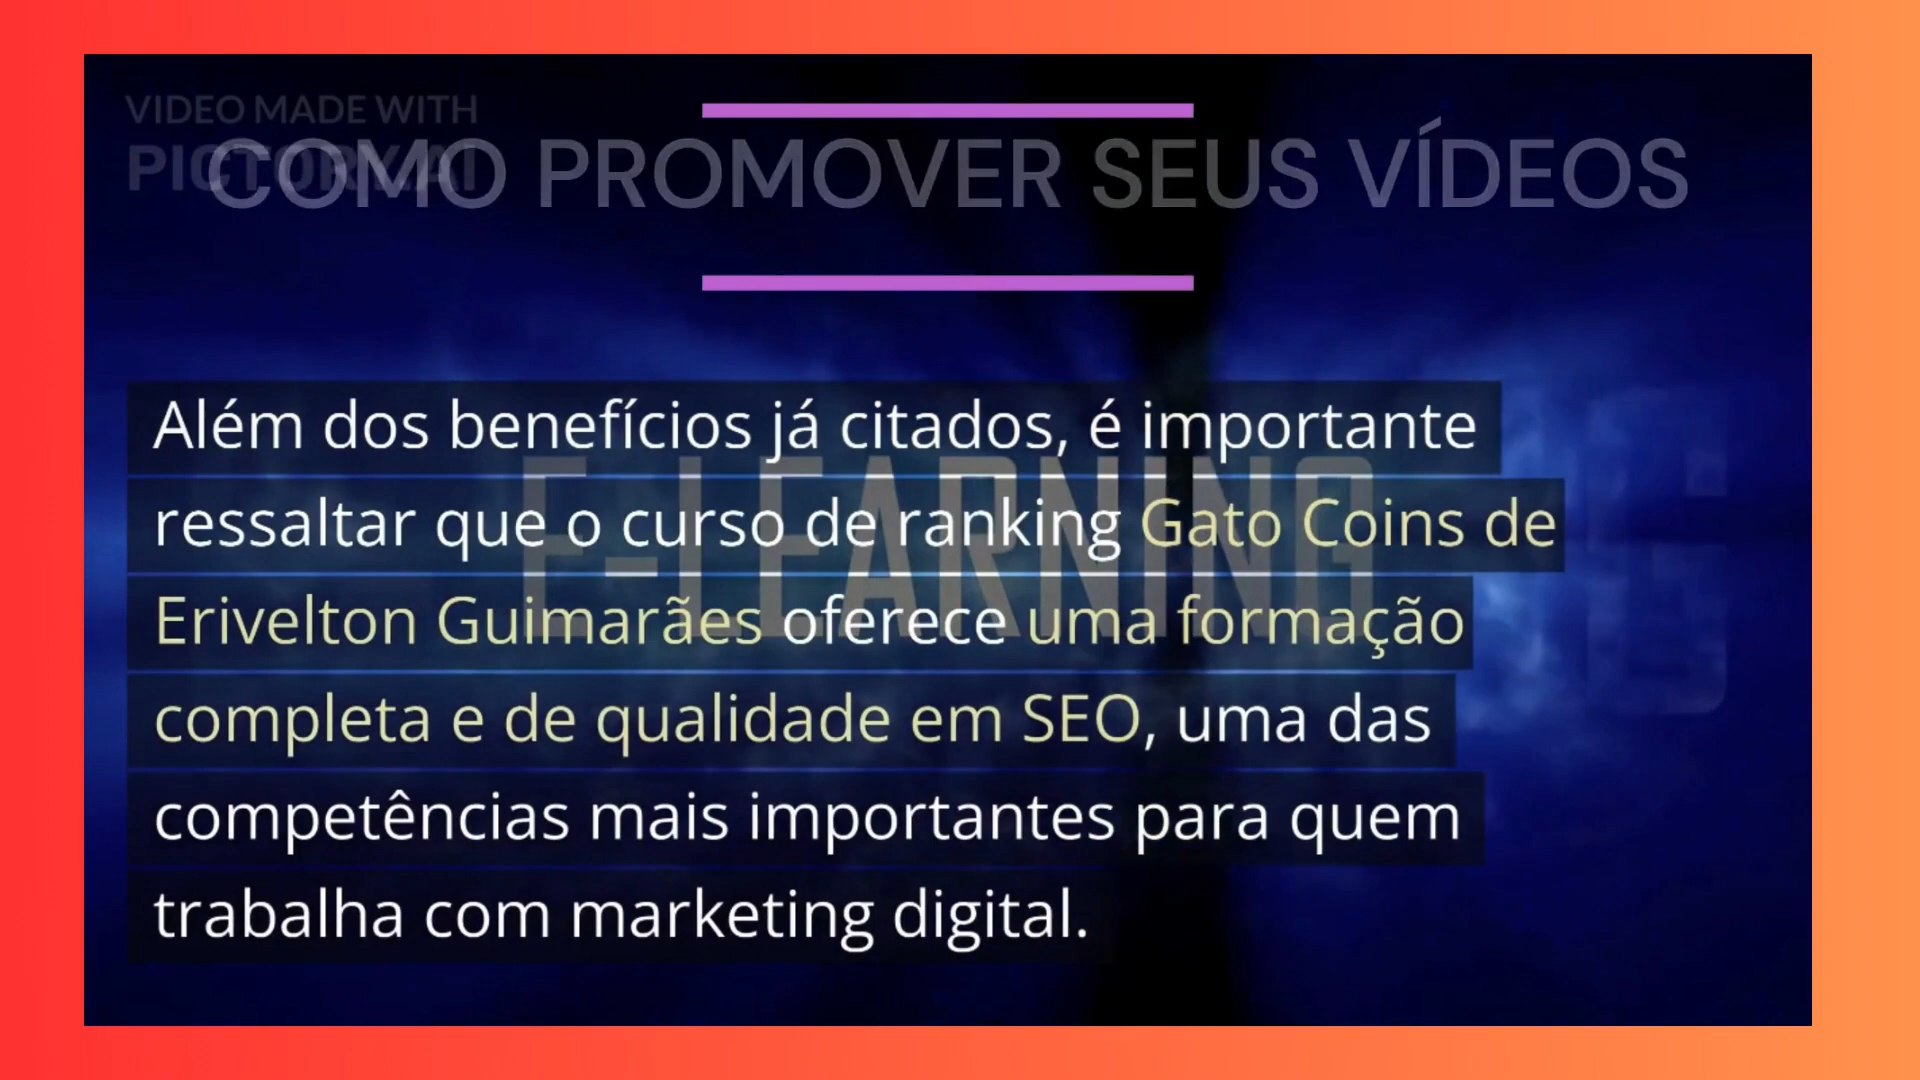 VIDEO MADE WITH
PICTORY.AI
COMO PROMOVER SEUS VÍDEOS
Além dos benefícios já citados, é importante
ressaltar que o curso de ranking Gato Coins de
Erivelton Guimarães oferece uma formação
completa e de qualidade em SEO, uma das
competências mais importantes para quem
trabalha com marketing digital.
E-LEARNING